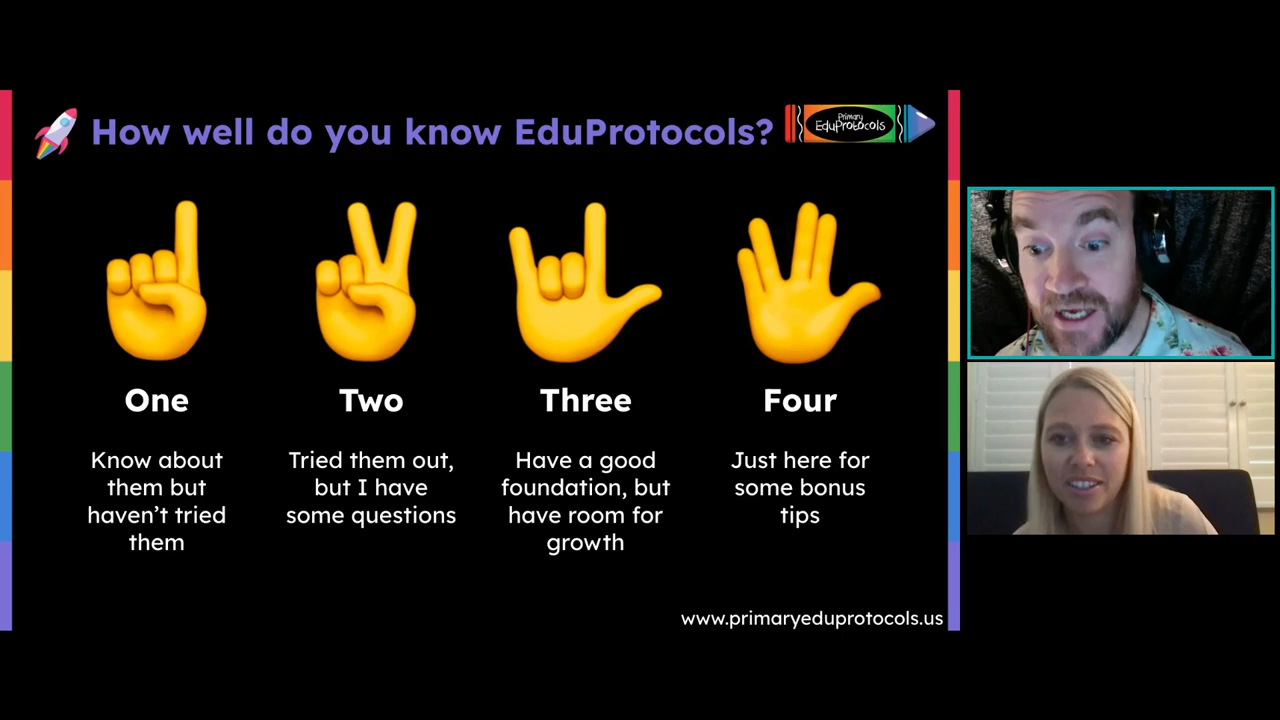 How well do you know EduProtocols?
Primary
EduProtocols
One
Know about
them but
haven’t tried
them
Two
Tried them out,
but I have
some questions
Three
Have a good
foundation, but
have room for
growth
Four
Just here for
some bonus
tips
www.primaryeduprotocols.us